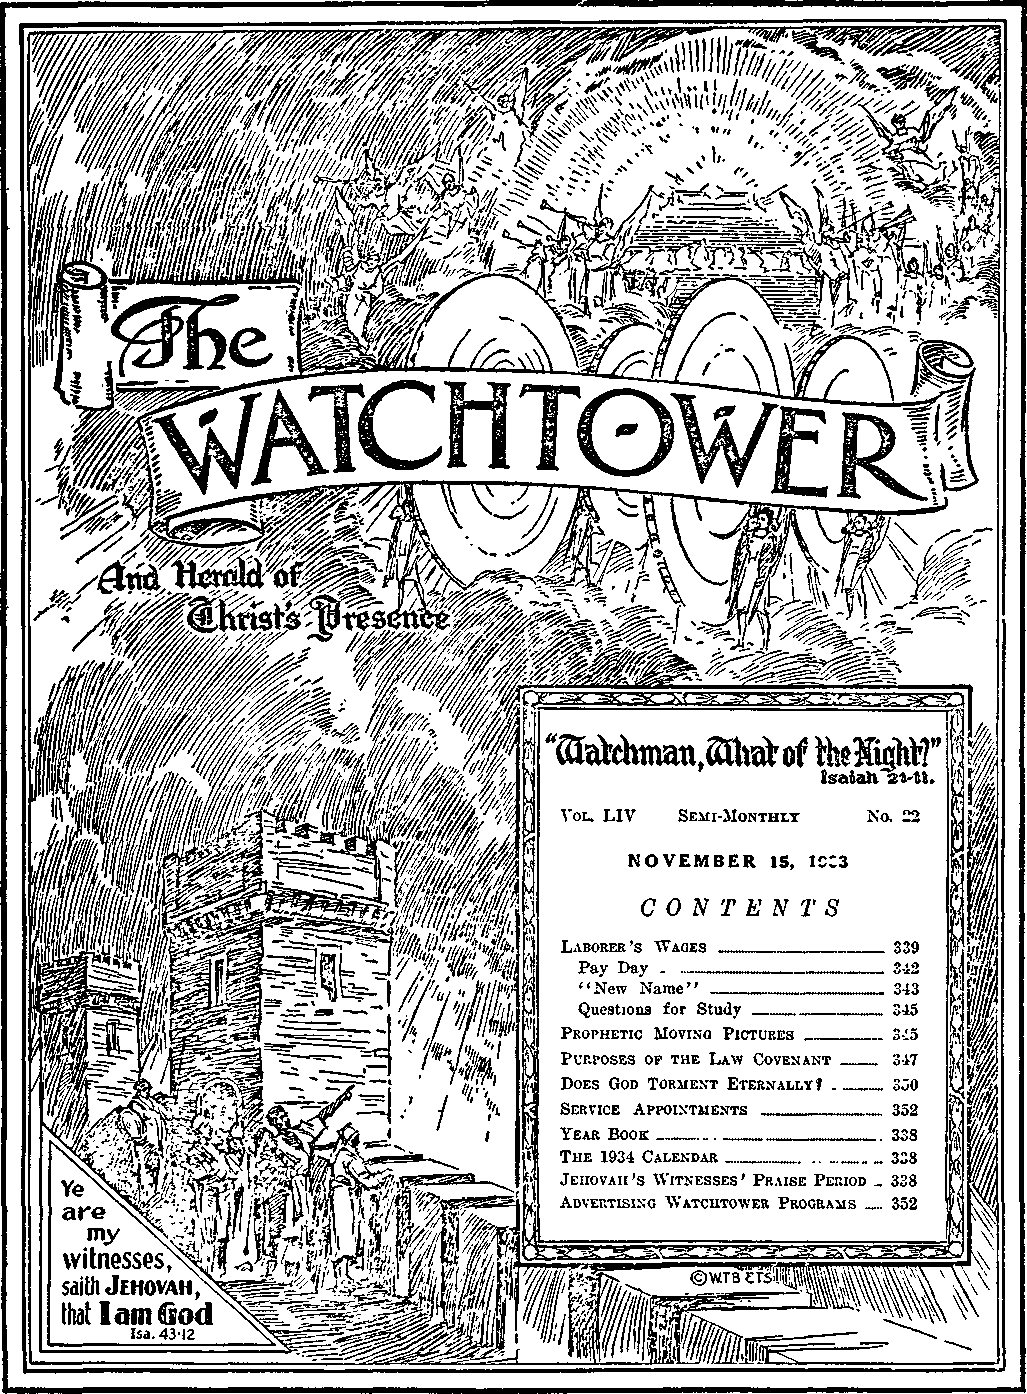 The
WATCHTOWER
And Herald of
Christ's Presence
"Watchman, What of the Night?"
Isaiah 21-11.
VOL. LIV SEMI-MONTHLY No. 22
NOVEMBER 15,
CONTENTS
LABORER'S WAGES 339
Pay Day 342
"New Name" 343
Questions for Study 345
PROPHETIC MOVING PICTURES 345
PURPOSES OF THE LAW COVENANT 347
DOES GOD TORMENT ETERNALLY? 350
SERVICE APPOINTMENTS 352
YEAR BOOK 338
THE 1934 CALENDAR 338
JEHOVAH'S WITNESSES' PRAISE PERIOD 338
ADVERTISING WATCHTOWER PROGRAMS 352
Ye
are
my
witnesses,
saith JEHOVAH,
that I am God
Isa. 43·12
©W.T.B & T.S.